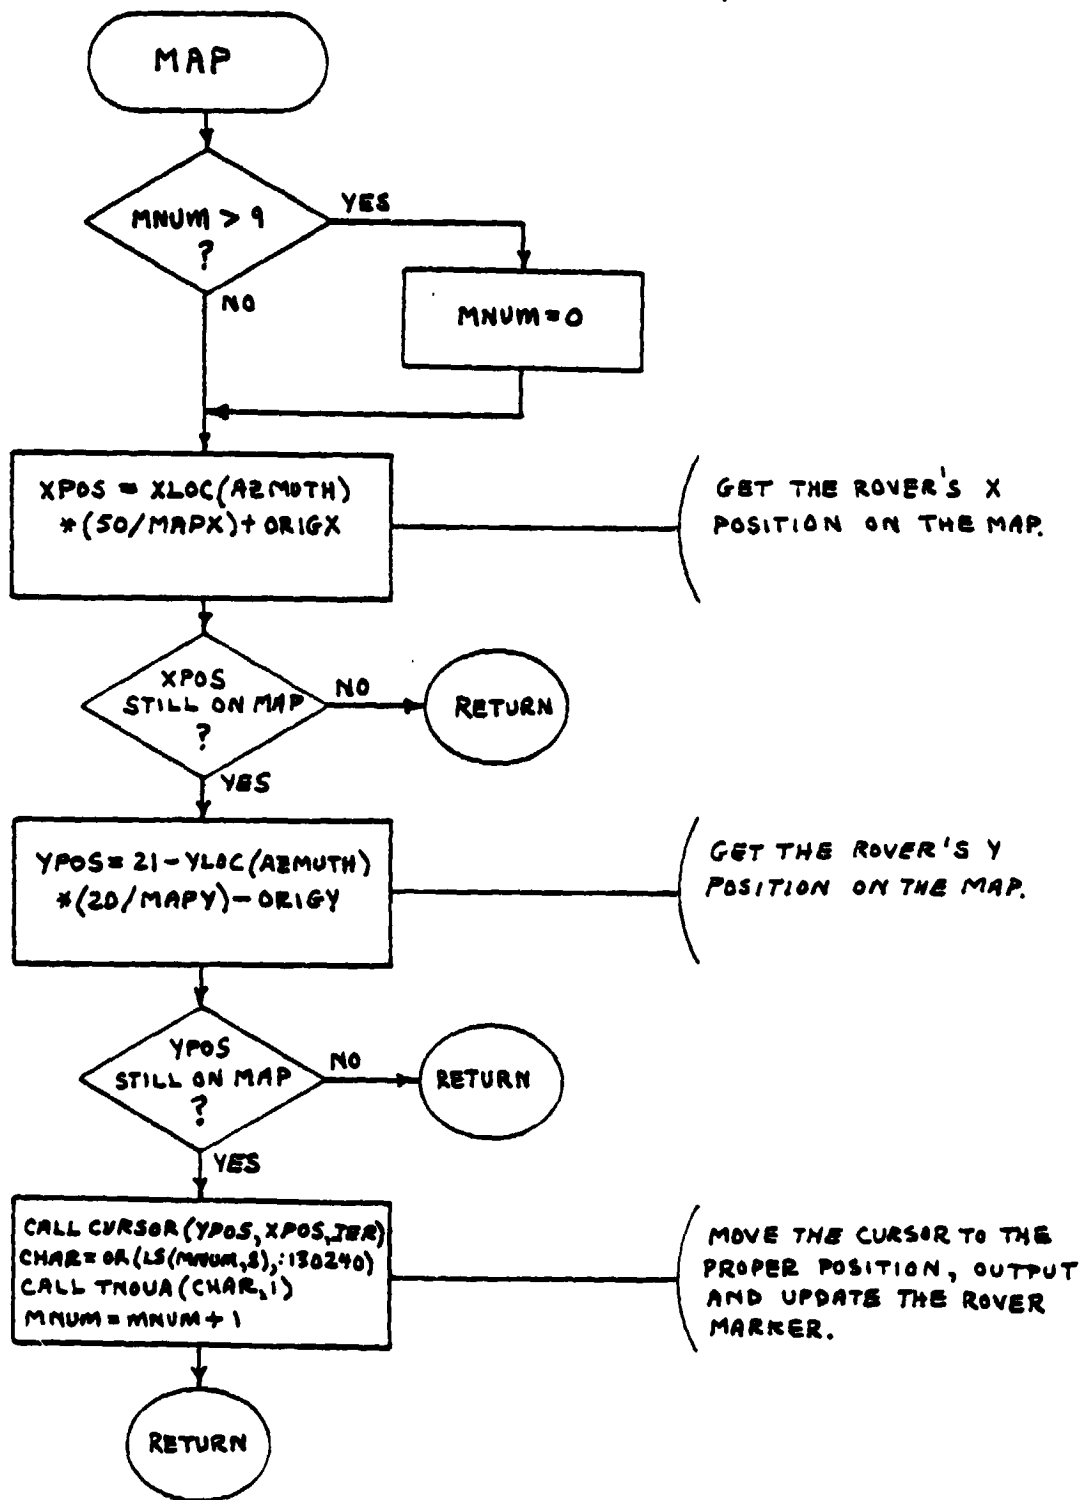 MAP
MNUM > 9
?
YES
NO
MNUM = 0
XPOS = XLOC(AZMOTH)
*(50/MAPX)+ORIGX
GET THE ROVER'S X
POSITION ON THE MAP.
XPOS
STILL ON MAP
?
NO
RETURN
YES
YPOS = 21 - YLOC(AZMUTH)
*(20/MAPY)-ORIGY
GET THE ROVER'S Y
POSITION ON THE MAP.
YPOS
STILL ON MAP
?
NO
RETURN
YES
CALL CURSOR(YPOS,XPOS,IER)
CHAR=OR(LS(MNUM,8),:130240)
CALL TNOUA(CHAR,1)
MNUM = MNUM + 1
MOVE THE CURSOR TO THE
PROPER POSITION, OUTPUT
AND UPDATE THE ROVER
MARKER.
RETURN